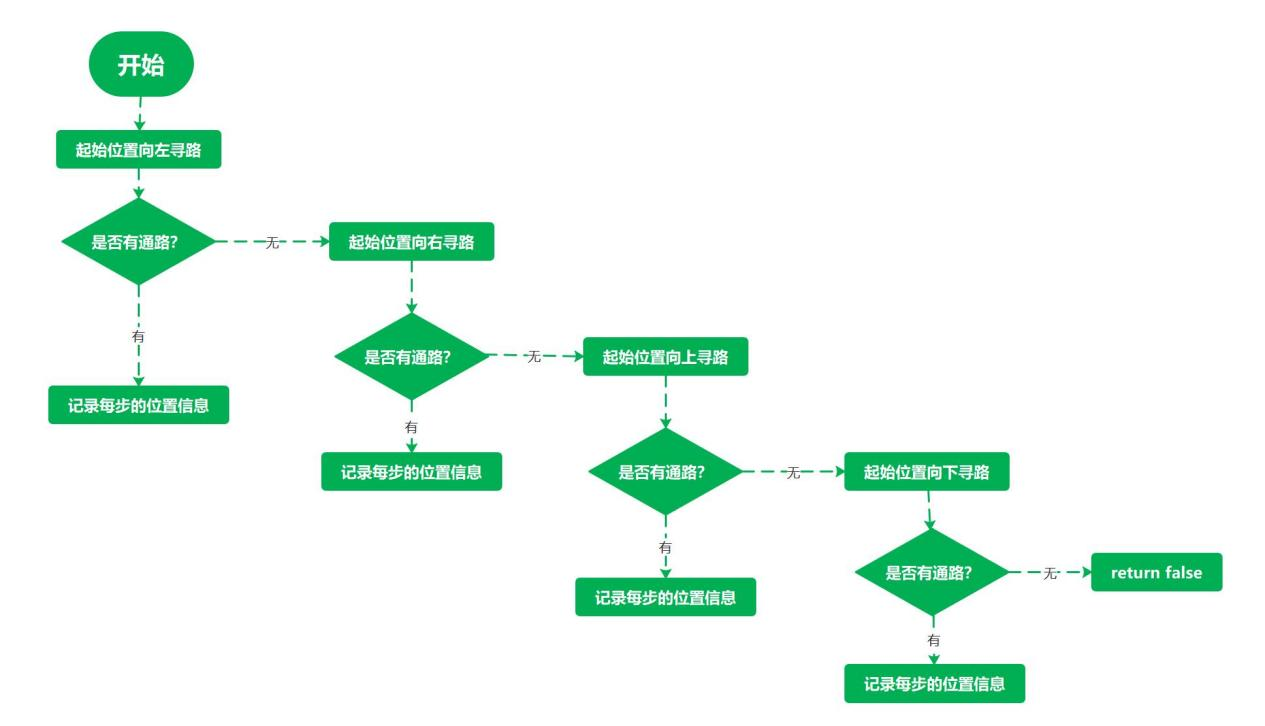 开始
起始位置向左寻路
是否有通路?
无
起始位置向右寻路
有
是否有通路?
无
起始位置向上寻路
记录每步的位置信息
有
记录每步的位置信息
是否有通路?
无
起始位置向下寻路
有
记录每步的位置信息
是否有通路?
无
return false
有
记录每步的位置信息